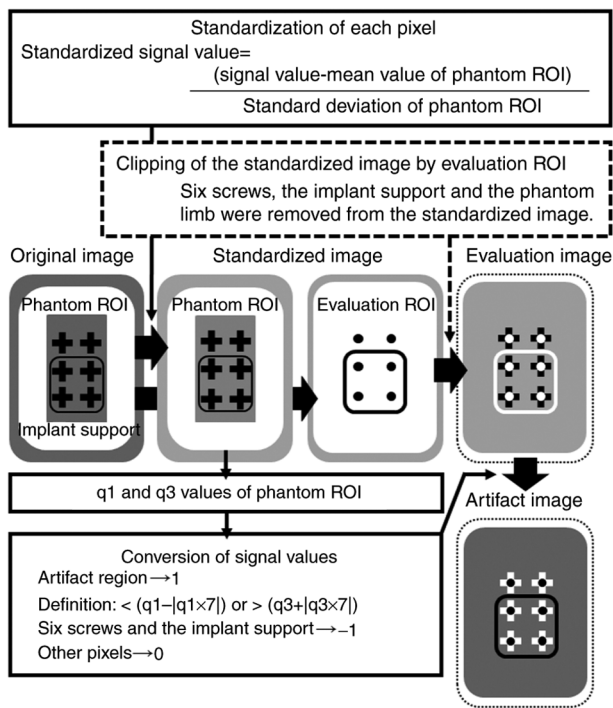 Standardization of each pixel
Standardized signal value=
(signal value-mean value of phantom ROI)
Standard deviation of phantom ROI
Clipping of the standardized image by evaluation ROI
Six screws, the implant support and the phantom
limb were removed from the standardized image.
Original image
Standardized image
Evaluation image
Phantom ROI
Phantom ROI
Evaluation ROI
Implant support
q1 and q3 values of phantom ROI
Artifact image
Conversion of signal values
Artifact region→1
Definition: < (q1–|q1×7|) or > (q3+|q3×7|)
Six screws and the implant support→–1
Other pixels→0